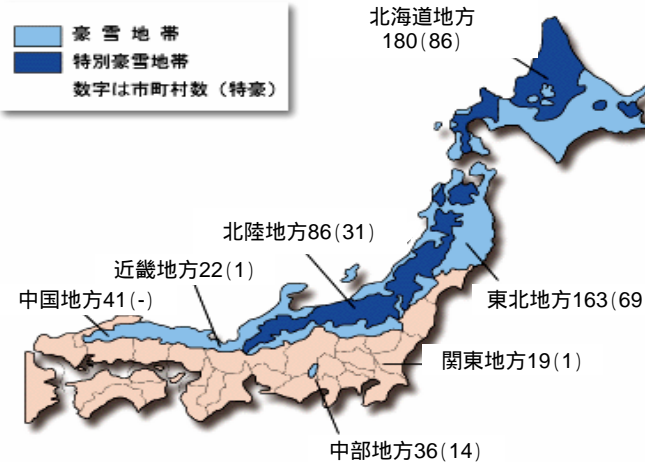 豪雪地帯
特別豪雪地帯
数字は市町村数（特豪）
北海道地方
180(86)
北陸地方86(31)
近畿地方22(1)
中国地方41(-)
東北地方163(69
関東地方19(1)
中部地方36(14)